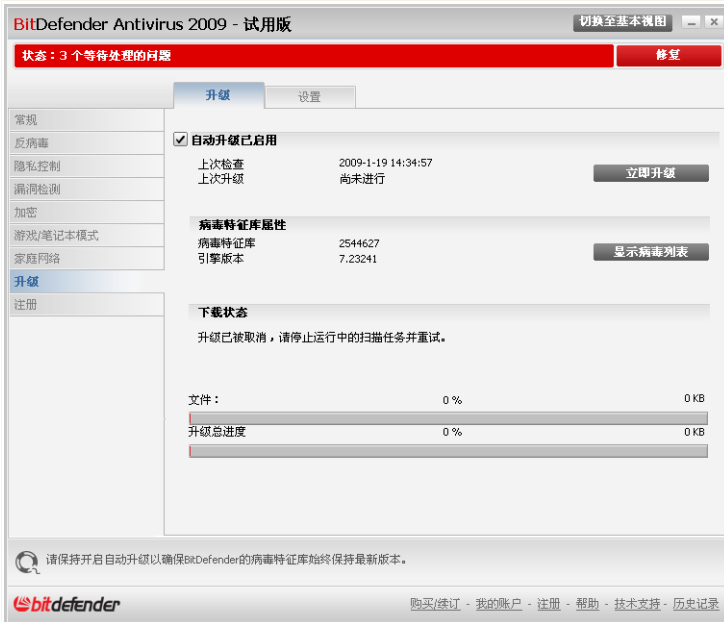 BitDefender Antivirus 2009 - 试用版
切换至基本视图
状态：3 个等待处理的问题
修复
升级
设置
常规
反病毒
隐私控制
漏洞检测
加密
游戏/笔记本模式
家庭网络
升级
注册
自动升级已启用
上次检查 2009-1-19 14:34:57
上次升级 尚未进行
立即升级
病毒特征库属性
病毒特征库 2544627
引擎版本 7.23241
显示病毒列表
下载状态
升级已被取消，请停止运行中的扫描任务并重试。
文件： 0 % 0 KB
升级总进度 0 % 0 KB
请保持开启自动升级以确保BitDefender的病毒特征库始终保持最新版本。
bitdefender
购买/续订 - 我的账户 - 注册 - 帮助 - 技术支持 - 历史记录